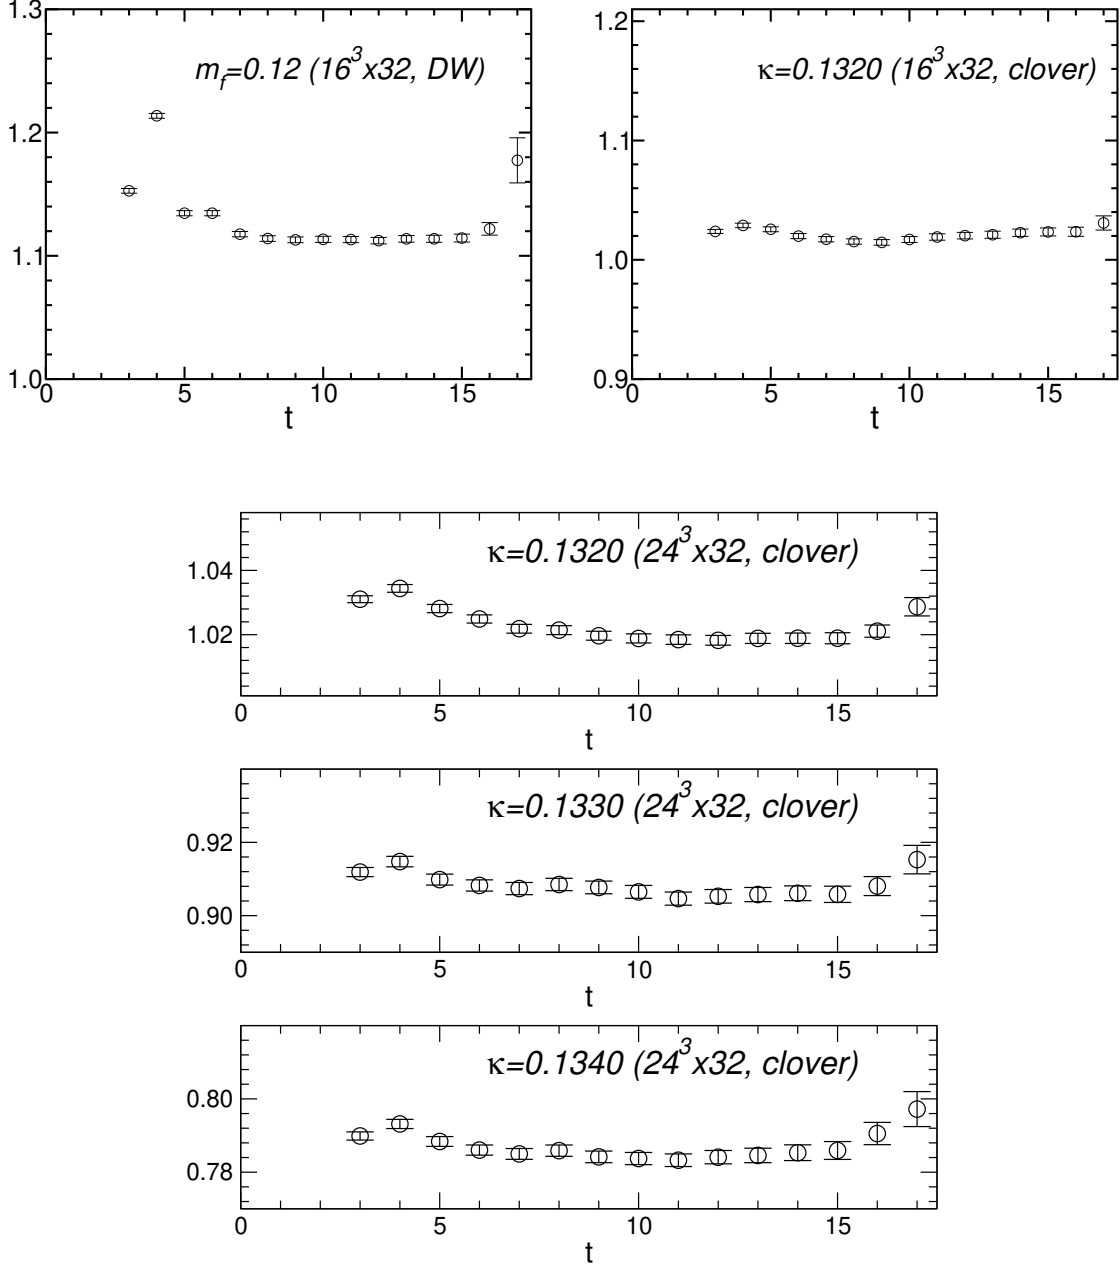 1.3
m_f=0.12 (16^3x32, DW)
1.2
1.1
1.0
0 5 10 15
t
1.2
κ=0.1320 (16^3x32, clover)
1.1
1.0
0.9
0 5 10 15
t
κ=0.1320 (24^3x32, clover)
1.04
1.02
0 5 10 15
t
κ=0.1330 (24^3x32, clover)
0.92
0.90
0 5 10 15
t
κ=0.1340 (24^3x32, clover)
0.80
0.78
0 5 10 15
t